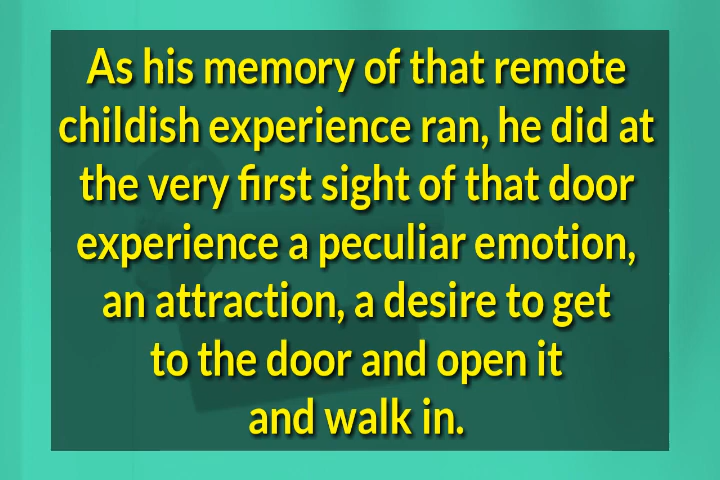 As his memory of that remote
childish experience ran, he did at
the very first sight of that door
experience a peculiar emotion,
an attraction, a desire to get
to the door and open it
and walk in.